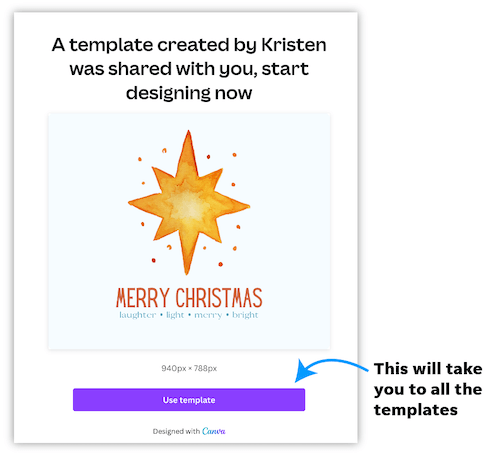 A template created by Kristen
was shared with you, start
designing now
MERRY CHRISTMAS
laughter • light • merry • bright
940px × 788px
Use template
Designed with Canva
This will take
you to all the
templates